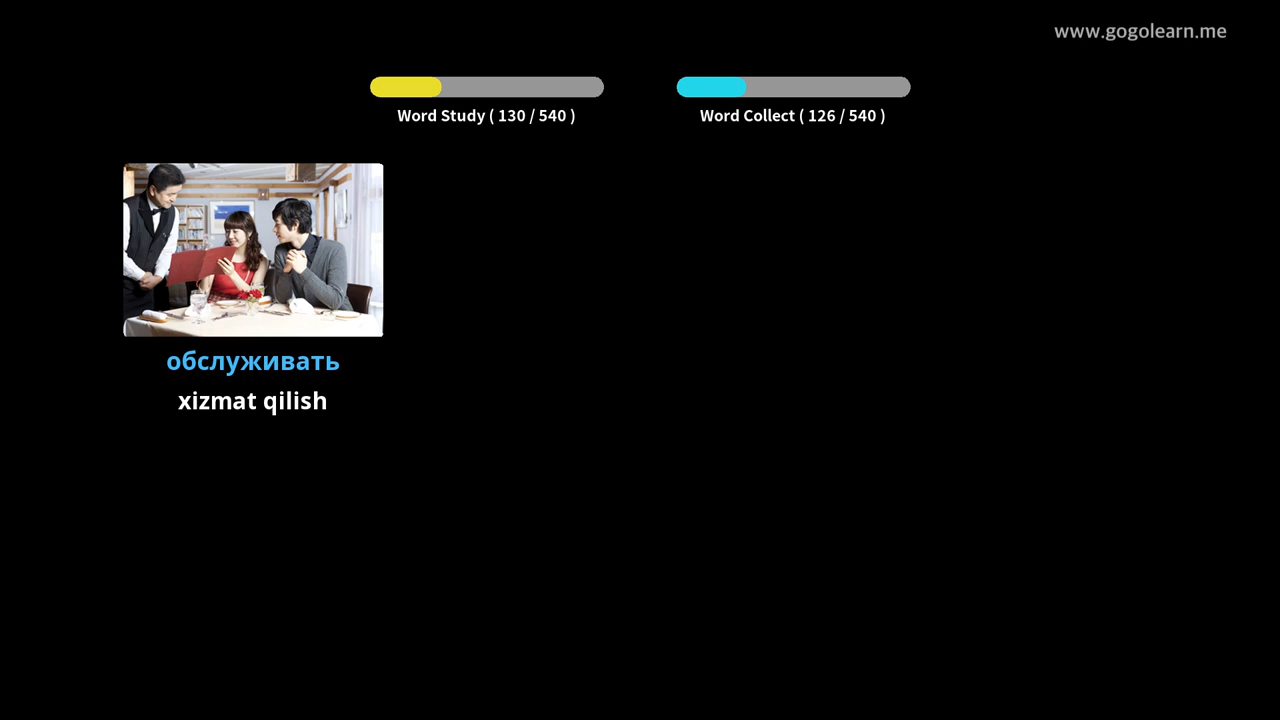 www.gogolearn.me
Word Study ( 130 / 540 )
Word Collect ( 126 / 540 )
обслуживать
xizmat qilish